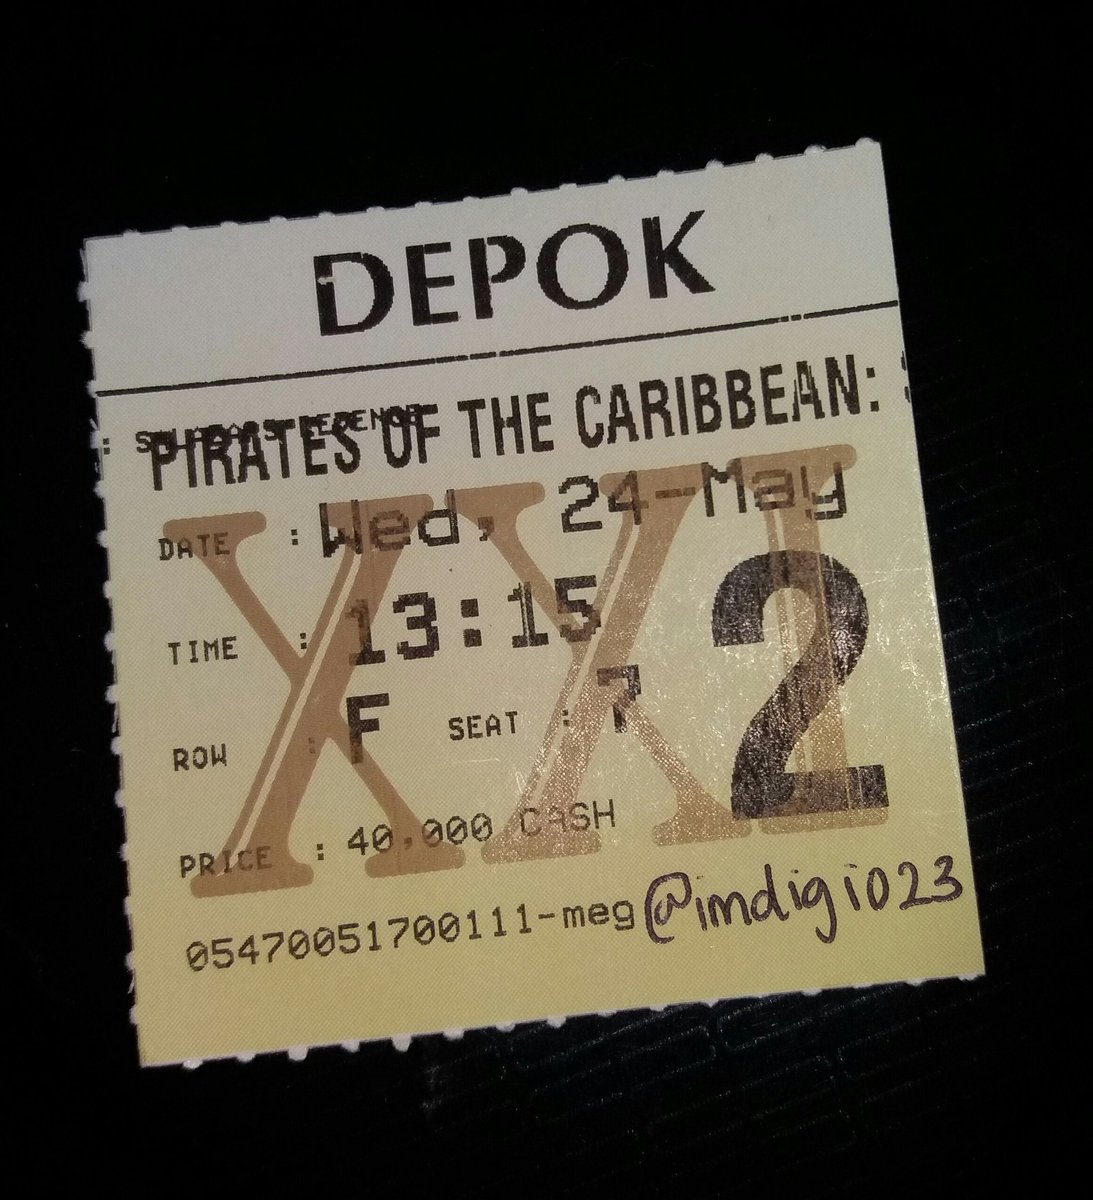 DEPOK
PIRATES OF THE CARIBBEAN:
DATE : Wed, 24-May
TIME : 13:15
ROW : F SEAT : 7
2
PRICE : 40,000 CASH
XXI
05470051700111-meg @imdigi023